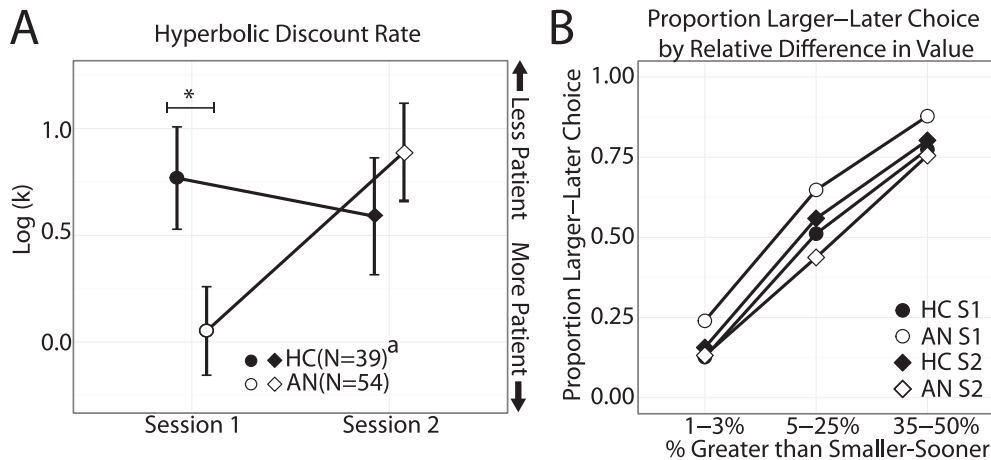 A
Hyperbolic Discount Rate
Log (k)
1.0
0.5
0.0
*
HC(N=39)a
AN(N=54)
Session 1
Session 2
Less Patient
More Patient
B
Proportion Larger−Later Choice
by Relative Difference in Value
Proportion Larger−Later Choice
1.00
0.75
0.50
0.25
0.00
HC S1
AN S1
HC S2
AN S2
1−3%
5−25%
35−50%
% Greater than Smaller-Sooner